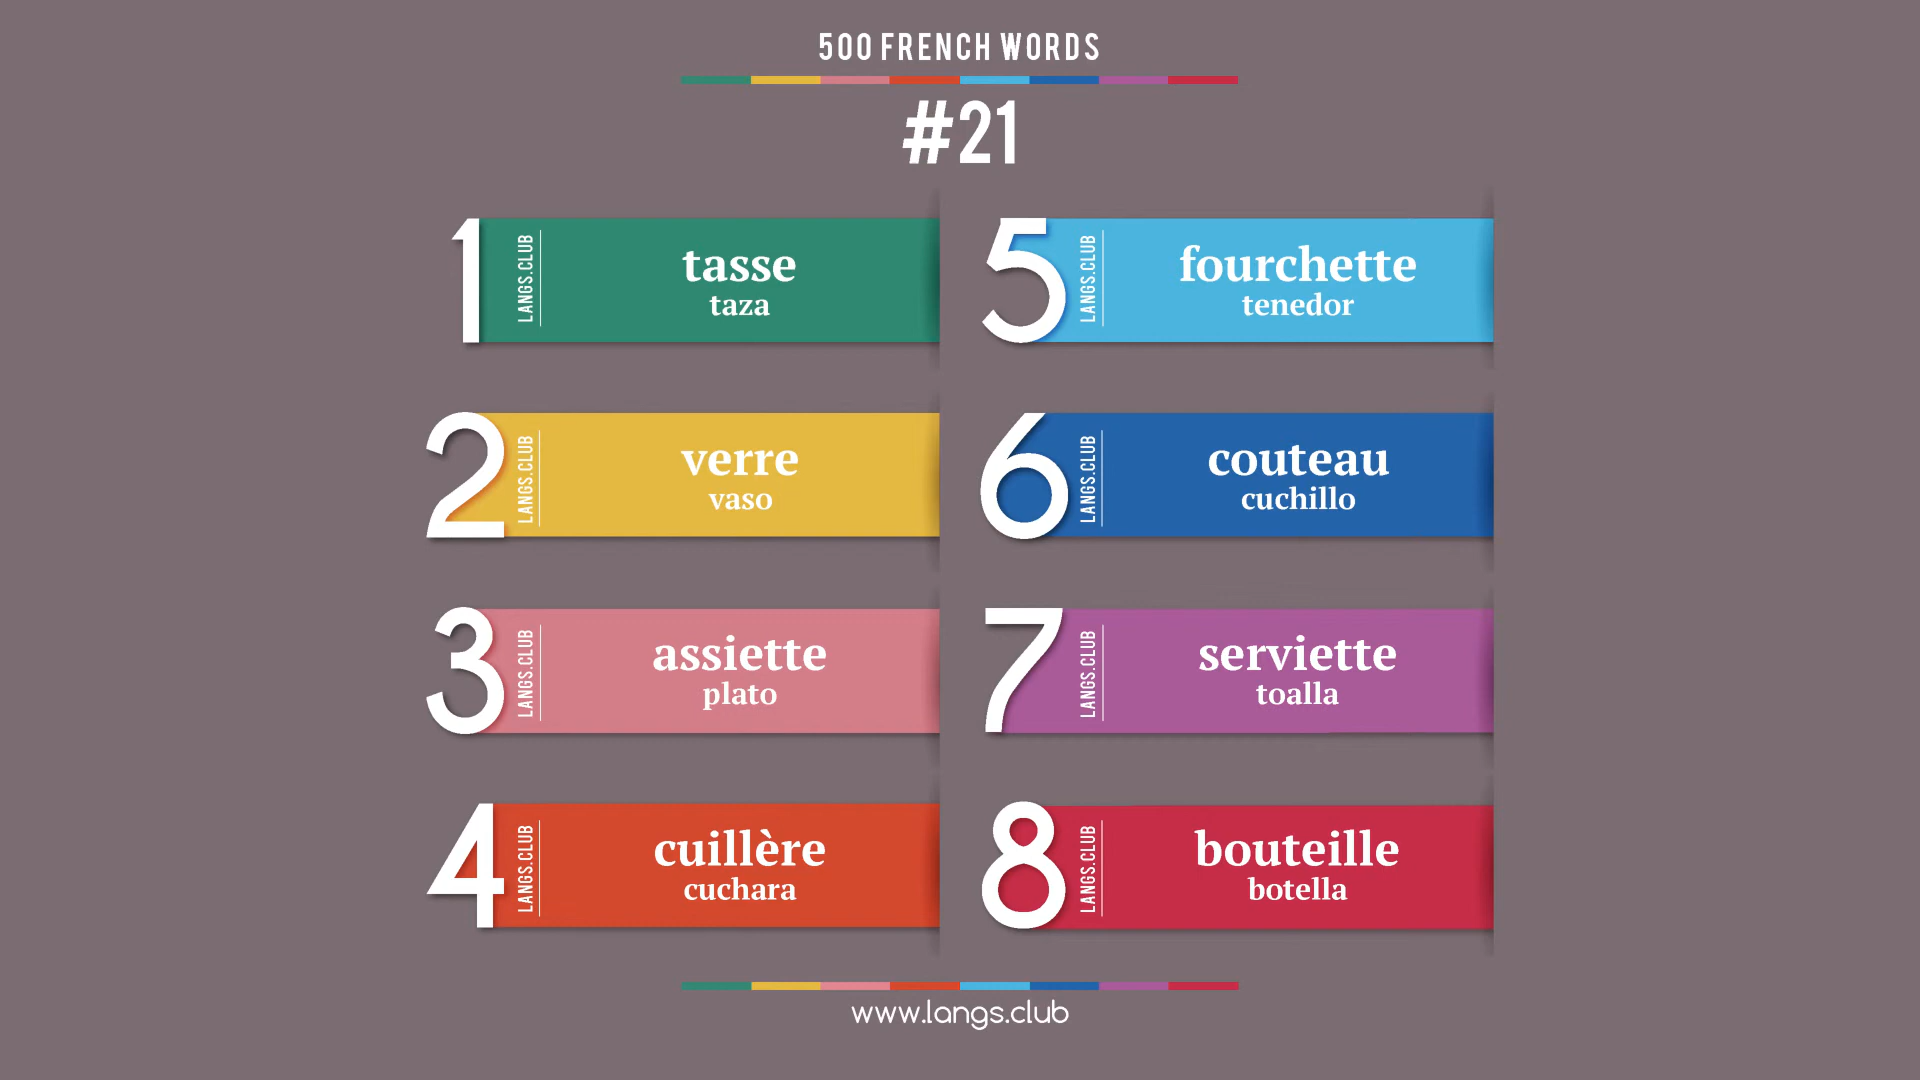 500 FRENCH WORDS
#21
1
LANGS.CLUB
tasse
taza
2
LANGS.CLUB
verre
vaso
3
LANGS.CLUB
assiette
plato
4
LANGS.CLUB
cuillère
cuchara
5
LANGS.CLUB
fourchette
tenedor
6
LANGS.CLUB
couteau
cuchillo
7
LANGS.CLUB
serviette
toalla
8
LANGS.CLUB
bouteille
botella
www.langs.club